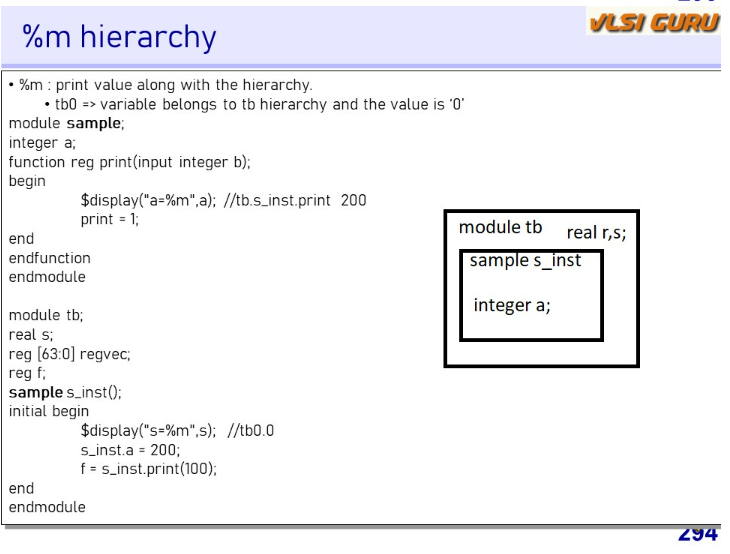 %m hierarchy
VLSI GURU
• %m : print value along with the hierarchy.
• tb0 => variable belongs to tb hierarchy and the value is ‘0’
module sample;
integer a;
function reg print(input integer b);
begin
$display("a=%m",a); //tb.s_inst.print 200
print = 1;
end
endfunction
endmodule
module tb;
real s;
reg [63:0] regvec;
reg f;
sample s_inst();
initial begin
$display("s=%m",s); //tb0.0
s_inst.a = 200;
f = s_inst.print(100);
end
endmodule
module tb real r,s;
sample s_inst
integer a;
294